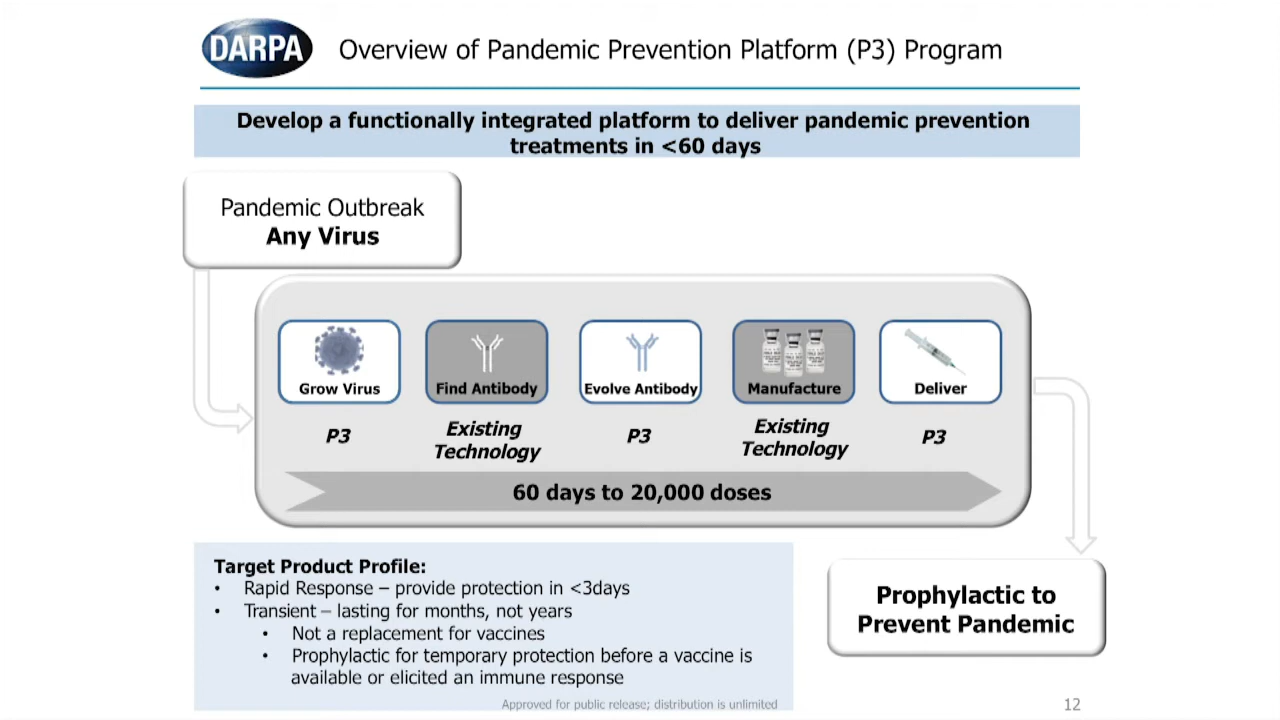 DARPA
Overview of Pandemic Prevention Platform (P3) Program
Develop a functionally integrated platform to deliver pandemic prevention
treatments in <60 days
Pandemic Outbreak
Any Virus
Grow Virus
Find Antibody
Evolve Antibody
Manufacture
Deliver
P3
Existing
Technology
P3
Existing
Technology
P3
60 days to 20,000 doses
Target Product Profile:
• Rapid Response – provide protection in <3days
• Transient – lasting for months, not years
• Not a replacement for vaccines
• Prophylactic for temporary protection before a vaccine is
available or elicited an immune response
Prophylactic to
Prevent Pandemic
Approved for public release; distribution is unlimited
12